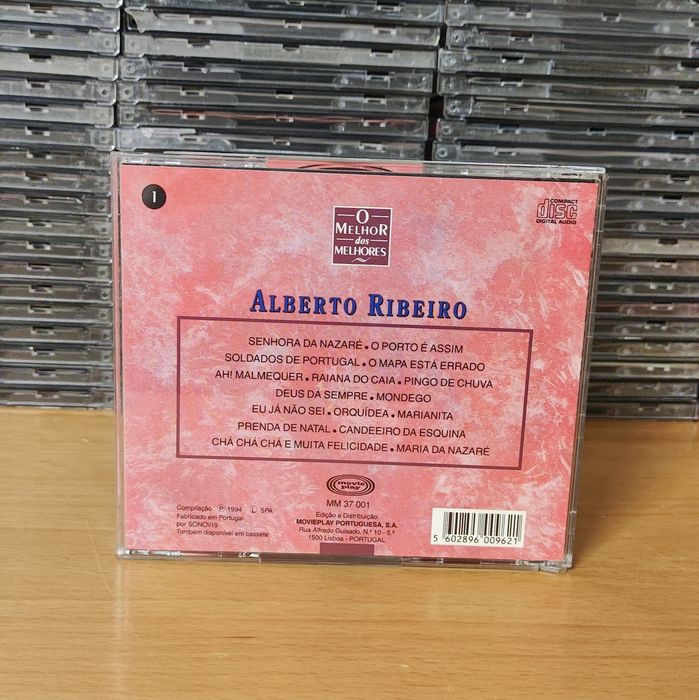 1
O
MELHOR
dos
MELHORES
COMPACT
disc
DIGITAL AUDIO
ALBERTO RIBEIRO
SENHORA DA NAZARÉ • O PORTO É ASSIM
SOLDADOS DE PORTUGAL • O MAPA ESTÁ ERRADO
AH! MALMEQUER • RAIANA DO CAIA • PINGO DE CHUVA
DEUS DÁ SEMPRE • MONDEGO
EU JÁ NÃO SEI • ORQUÍDEA • MARIANITA
PRENDA DE NATAL • CANDEEIRO DA ESQUINA
CHÁ CHÁ CHÁ E MUITA FELICIDADE • MARIA DA NAZARÉ
movie
play
MM 37 001
Compilação ℗ 1994 Ⓛ SPA
Fabricado em Portugal
por SONOVIS
Também disponível em cassete
Edição e Distribuição:
MOVIEPLAY PORTUGUESA, S.A.
Rua Alfredo Guisado, N.º 10 - 5.º
1500 Lisboa - PORTUGAL
5 602896 009621